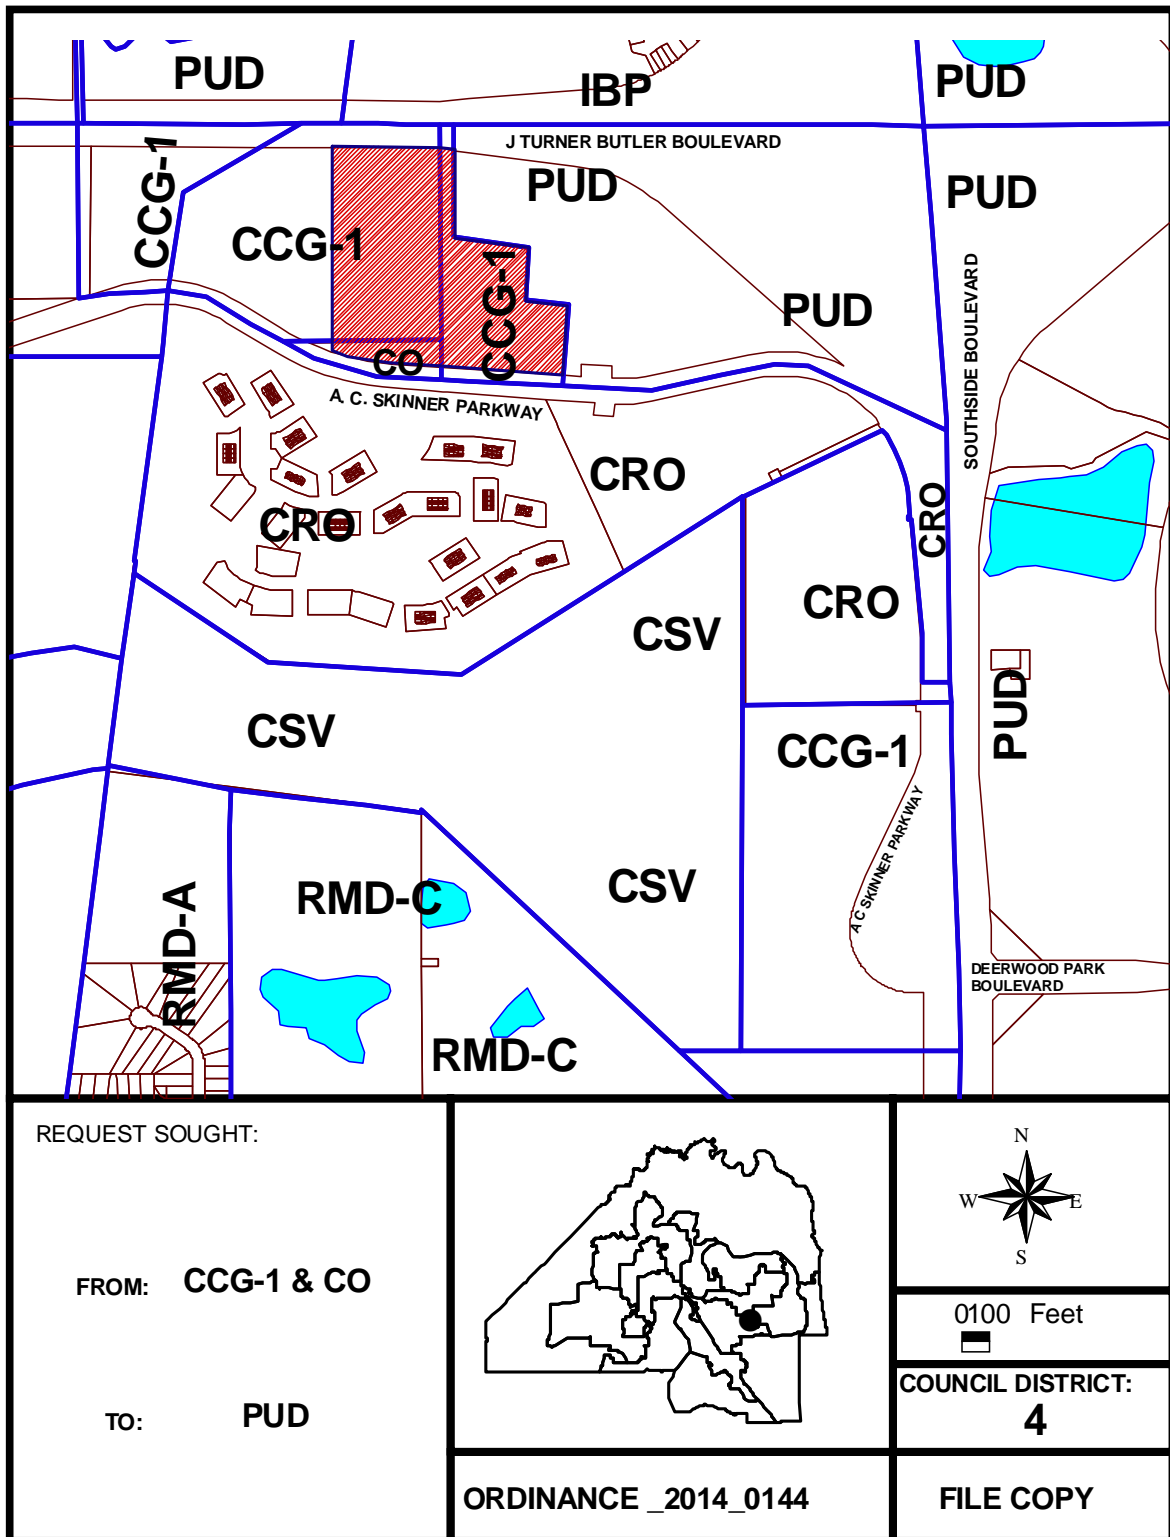 PUD
IBP
PUD
J TURNER BUTLER BOULEVARD
CCG-1
PUD
PUD
CCG-1
CCG-1
PUD
SOUTHSIDE BOULEVARD
CO
A. C. SKINNER PARKWAY
CRO
CRO
CRO
CRO
CSV
PUD
CSV
CCG-1
A C SKINNER PARKWAY
CSV
RMD-C
RMD-A
DEERWOOD PARK
BOULEVARD
RMD-C
REQUEST SOUGHT:
FROM: CCG-1 & CO
TO: PUD
N
W
E
S
0100 Feet
COUNCIL DISTRICT:
4
ORDINANCE _2014_0144
FILE COPY